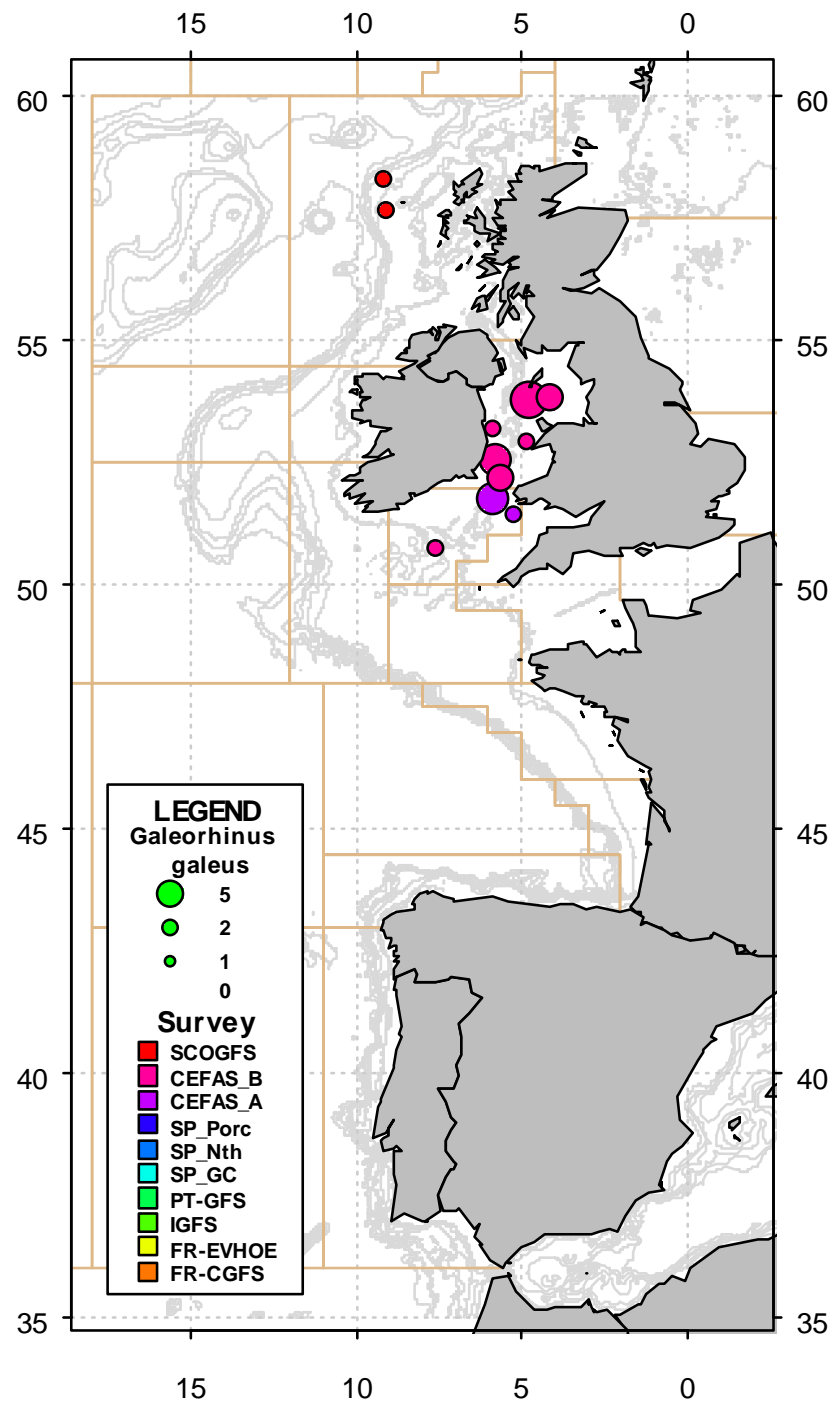 15 10 5 0
60 60
55 55
50 50
45 45
LEGEND
Galeorhinus
galeus
5
2
1
0
Survey
SCOGFS
CEFAS_B
40 40
CEFAS_A
SP_Porc
SP_Nth
SP_GC
PT-GFS
IGFS
FR-EVHOE
FR-CGFS
35 35
15 10 5 0